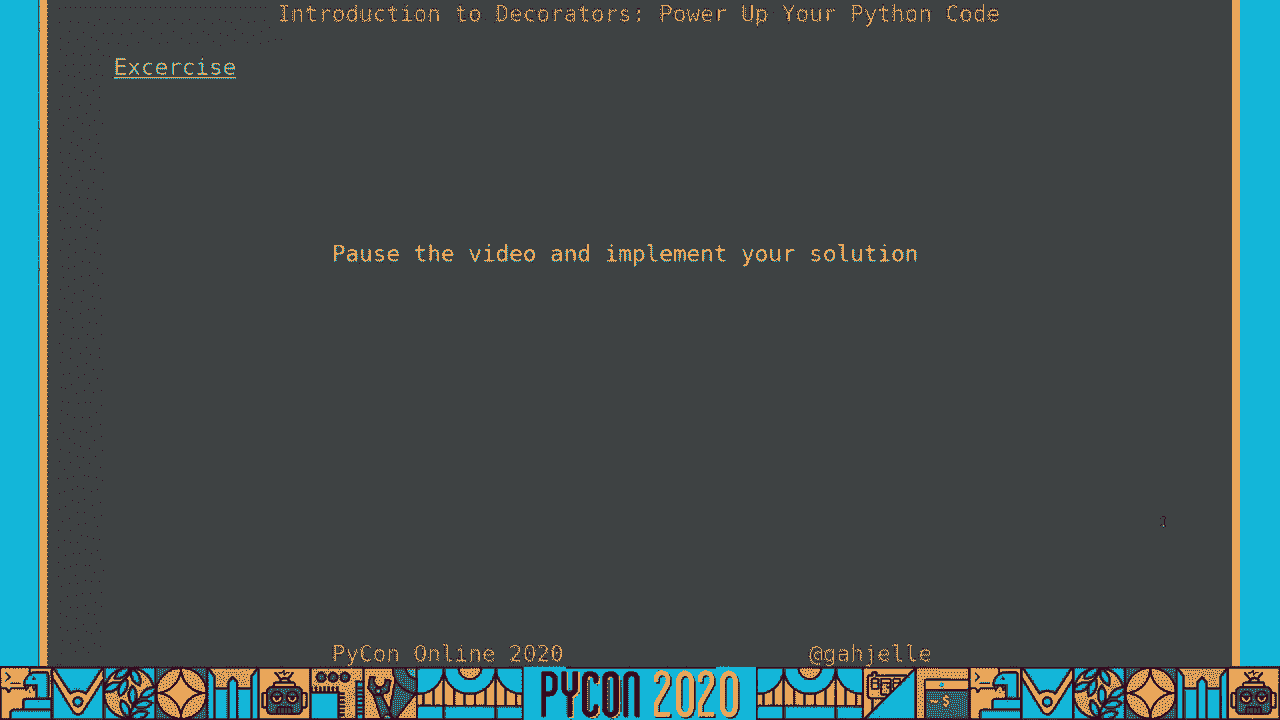 Introduction to Decorators: Power Up Your Python Code
Excercise
Pause the video and implement your solution
PyCon Online 2020
@gahjelle
PYCON 2020